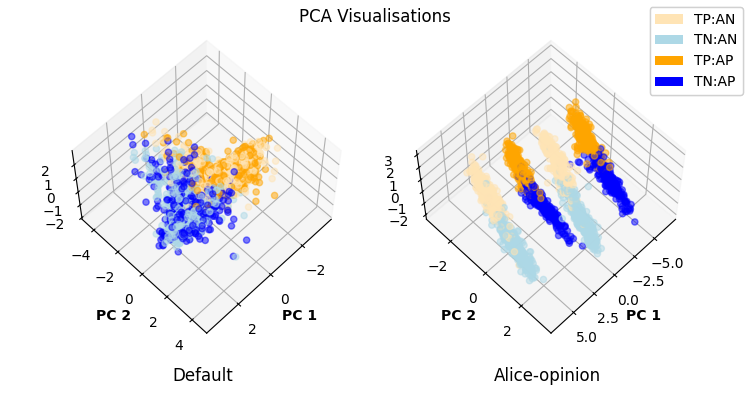 PCA Visualisations
TP:AN
TN:AN
TP:AP
TN:AP
2
1
0
−1
−2
−4
−2
0
2
4
PC 2
−2
0
2
PC 1
Default
3
2
1
0
−1
−2
−2
0
2
PC 2
−5.0
−2.5
0.0
2.5
5.0
PC 1
Alice-opinion